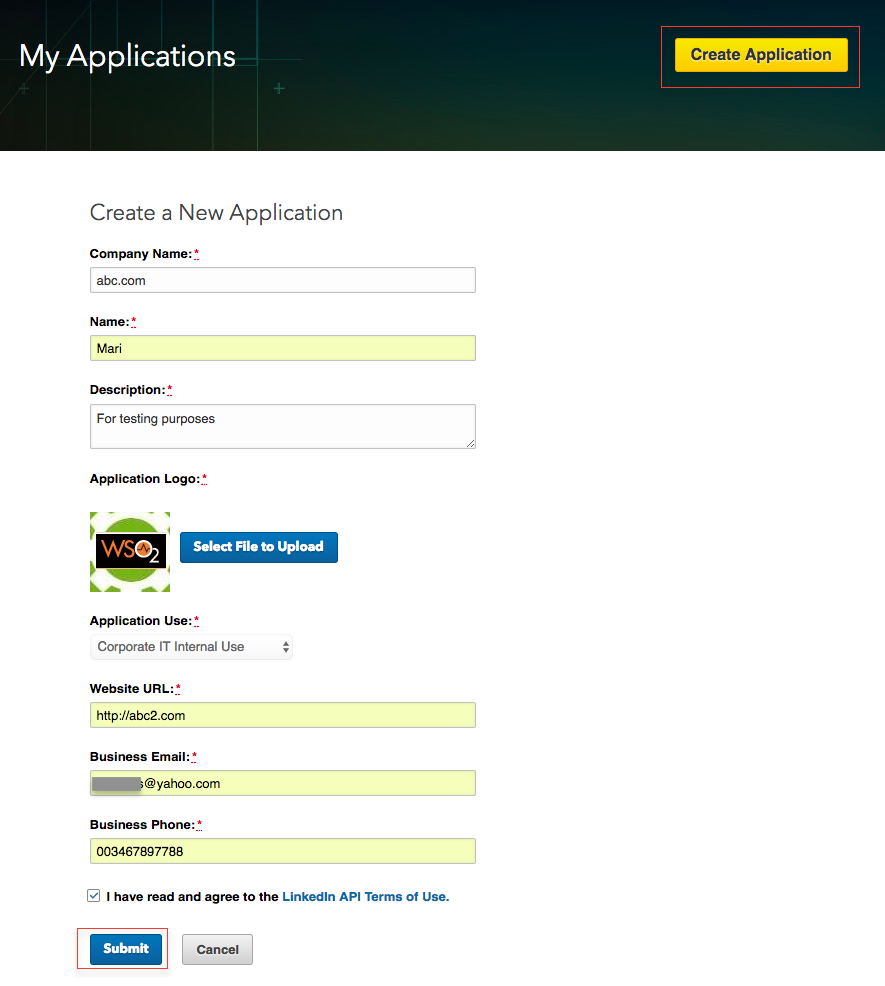 My Applications
Create Application
Create a New Application
Company Name:*
abc.com
Name:*
Mari
Description:*
For testing purposes
Application Logo:*
WSO2
Select File to Upload
Application Use:*
Corporate IT Internal Use
Website URL:*
http://abc2.com
Business Email:*
s@yahoo.com
Business Phone:*
003467897788
I have read and agree to the LinkedIn API Terms of Use.
Submit
Cancel